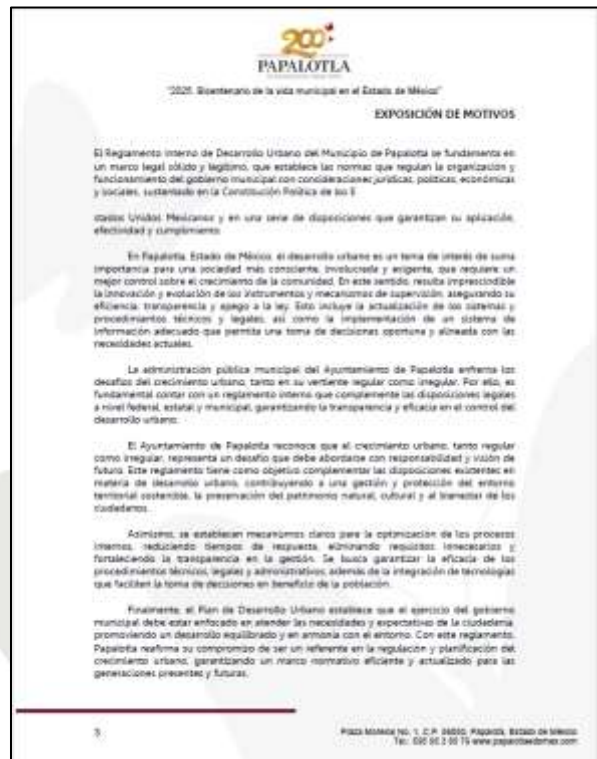 200
PAPALOTLA
"2025. Bicentenario de la vida municipal en el Estado de México"
EXPOSICIÓN DE MOTIVOS
El Reglamento Interno de Desarrollo Urbano del Municipio de Papalotla se fundamenta en
un marco legal sólido y legítimo, que establece las normas que regulan la organización y
funcionamiento del gobierno municipal con consideraciones jurídicas, políticas, económicas
y sociales, sustentado en la Constitución Política de los E
stados Unidos Mexicanos y en una serie de disposiciones que garantizan su aplicación,
efectividad y cumplimiento.
En Papalotla, Estado de México, el desarrollo urbano es un tema de interés de suma
importancia para una sociedad más consciente, involucrada y exigente, que requiere un
mejor control sobre el crecimiento de la comunidad. En este sentido, resulta imprescindible
la innovación y evolución de los instrumentos y mecanismos de supervisión, asegurando su
eficiencia, transparencia y apego a la ley. Esto incluye la actualización de los sistemas y
procedimientos técnicos y legales, así como la implementación de un sistema de
información adecuado que permita una toma de decisiones oportuna y alineada con las
necesidades actuales.
La administración pública municipal del Ayuntamiento de Papalotla enfrenta los
desafíos del crecimiento urbano, tanto en su vertiente regular como irregular. Por ello, es
fundamental contar con un reglamento interno que complemente las disposiciones legales
a nivel federal, estatal y municipal, garantizando la transparencia y eficacia en el control del
desarrollo urbano.
El Ayuntamiento de Papalotla reconoce que el crecimiento urbano, tanto regular
como irregular, representa un desafío que debe abordarse con responsabilidad y visión de
futuro. Este reglamento tiene como objetivo complementar las disposiciones existentes en
materia de desarrollo urbano, contribuyendo a una gestión y protección del entorno
territorial sostenible, la preservación del patrimonio natural, cultural y al bienestar de los
ciudadanos.
Asimismo, se establecen mecanismos claros para la optimización de los procesos
internos, reduciendo tiempos de respuesta, eliminando requisitos innecesarios y
fortaleciendo la transparencia en la gestión. Se busca garantizar la eficacia de los
procedimientos técnicos, legales y administrativos, además de la integración de tecnologías
que faciliten la toma de decisiones en beneficio de la población.
Finalmente, el Plan de Desarrollo Urbano establece que el ejercicio del gobierno
municipal debe estar enfocado en atender las necesidades y expectativas de la ciudadanía,
promoviendo un desarrollo equilibrado y en armonía con el entorno. Con este reglamento,
Papalotla reafirma su compromiso de ser un referente en la regulación y planificación del
crecimiento urbano, garantizando un marco normativo eficiente y actualizado para las
generaciones presentes y futuras.
3
Plaza Morelos No. 1, C.P. Papalotla, Estado de México
Tel.: www.papalotlaedomex.com